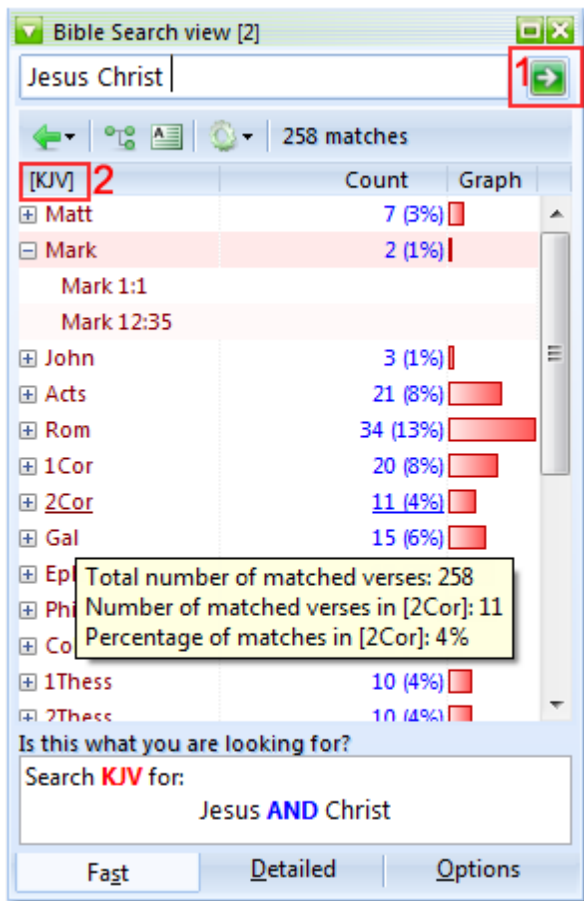 Bible Search view [2]
Jesus Christ
1
258 matches
[KJV] 2 Count Graph
Matt 7 (3%)
Mark 2 (1%)
Mark 1:1
Mark 12:35
John 3 (1%)
Acts 21 (8%)
Rom 34 (13%)
1Cor 20 (8%)
2Cor 11 (4%)
Gal 15 (6%)
Total number of matched verses: 258
Number of matched verses in [2Cor]: 11
Percentage of matches in [2Cor]: 4%
1Thess 10 (4%)
2Thess 10 (4%)
Is this what you are looking for?
Search KJV for:
Jesus AND Christ
Fast Detailed Options